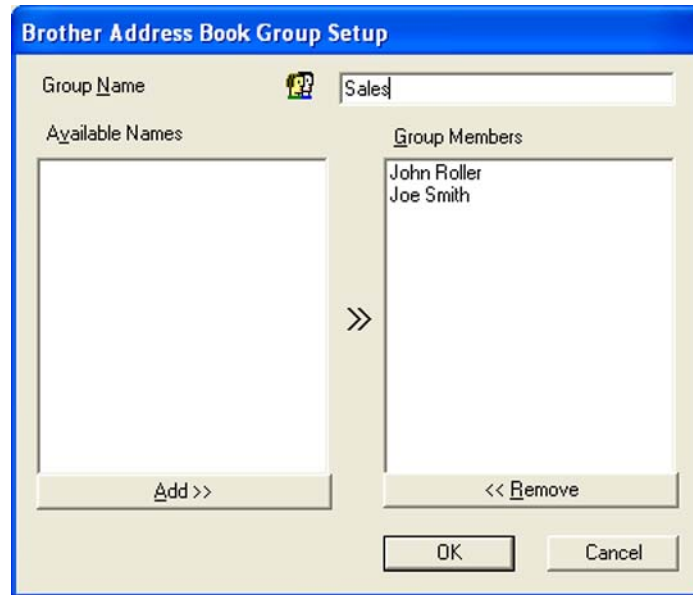 Brother Address Book Group Setup
Group Name
Sales
Available Names
Group Members
John Roller
Joe Smith
>>
Add >>
<< Remove
OK
Cancel